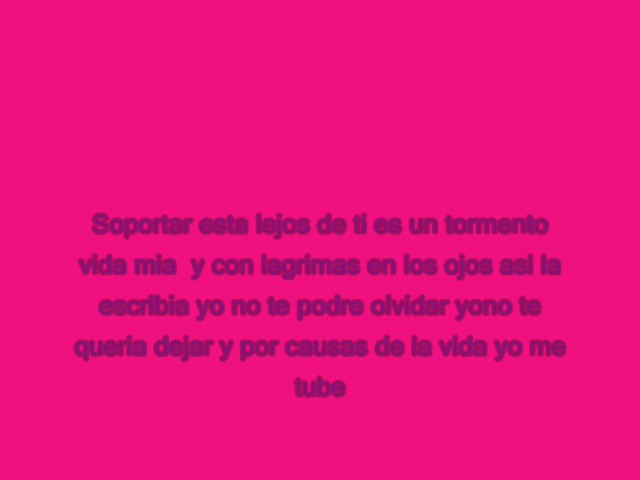 Soportar esta lejos de ti es un tormento
vida mia  y con lagrimas en los ojos asi la
escribia yo no te podre olvidar yono te
queria dejar y por causas de la vida yo me
tube